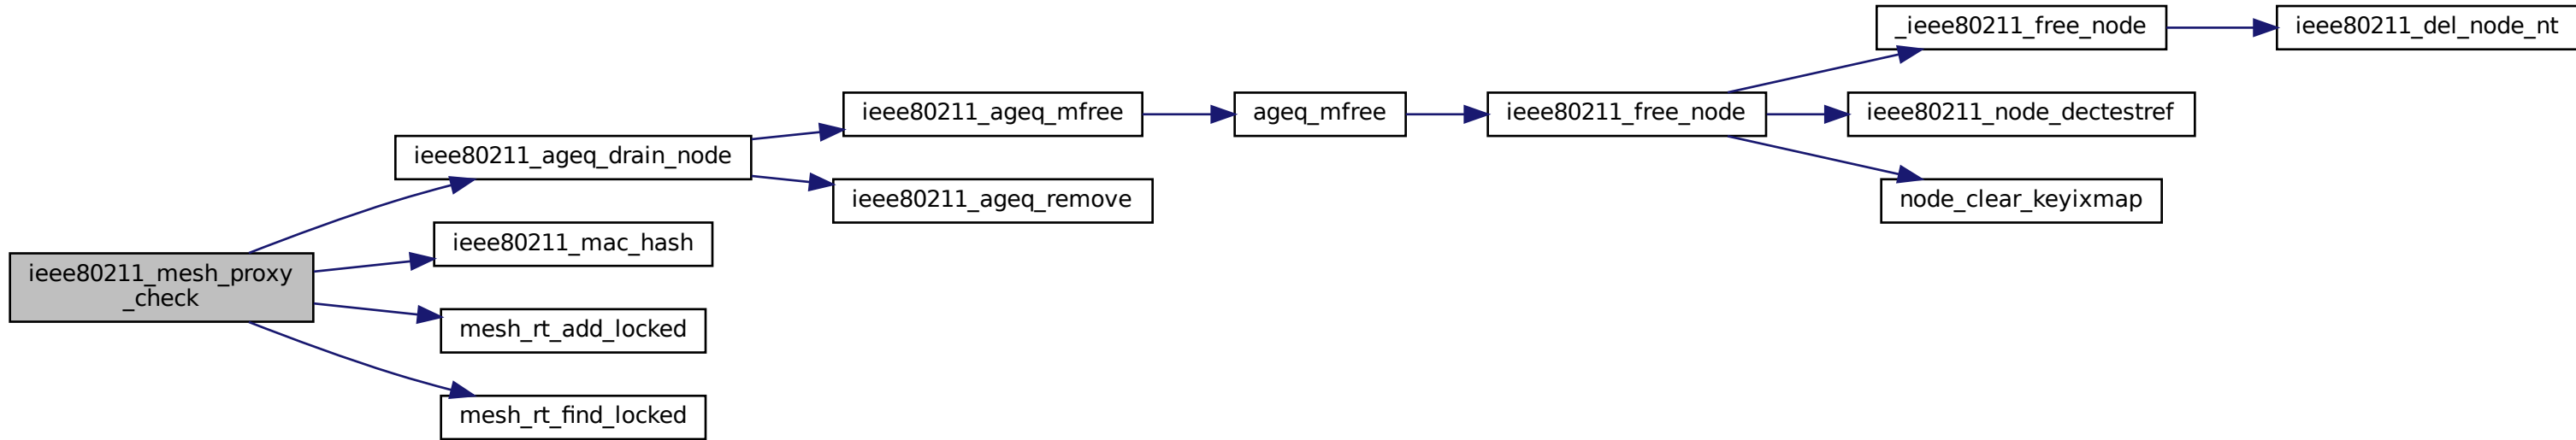 _ieee80211_free_node
ieee80211_del_node_nt
ieee80211_ageq_mfree
ageq_mfree
ieee80211_free_node
ieee80211_node_dectestref
ieee80211_ageq_drain_node
ieee80211_ageq_remove
node_clear_keyixmap
ieee80211_mac_hash
ieee80211_mesh_proxy
_check
mesh_rt_add_locked
mesh_rt_find_locked